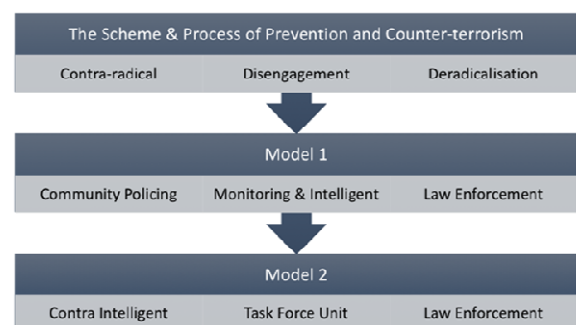 The Scheme & Process of Prevention and Counter-terrorism
Contra-radical Disengagement Deradicalisation
Model 1
Community Policing Monitoring & Intelligent Law Enforcement
Model 2
Contra Intelligent Task Force Unit Law Enforcement